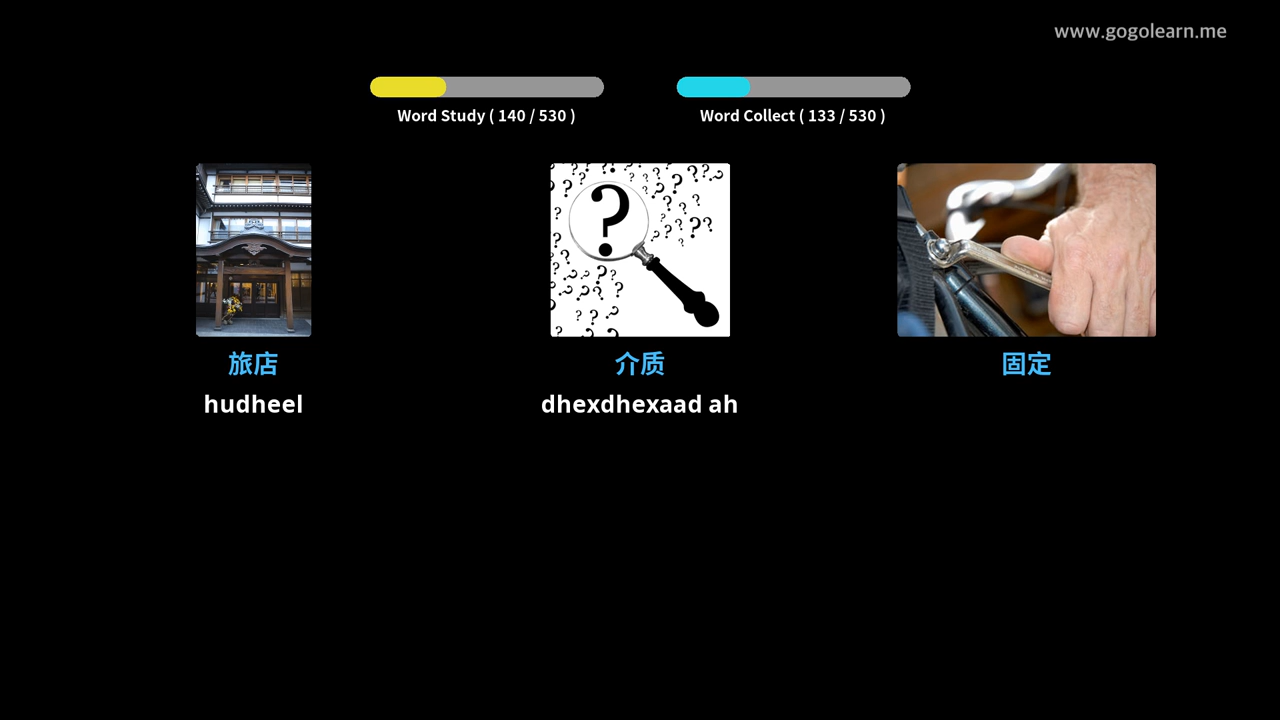 www.gogolearn.me
Word Study ( 140 / 530 )
Word Collect ( 133 / 530 )
旅店
介质
固定
hudheel
dhexdhexaad ah